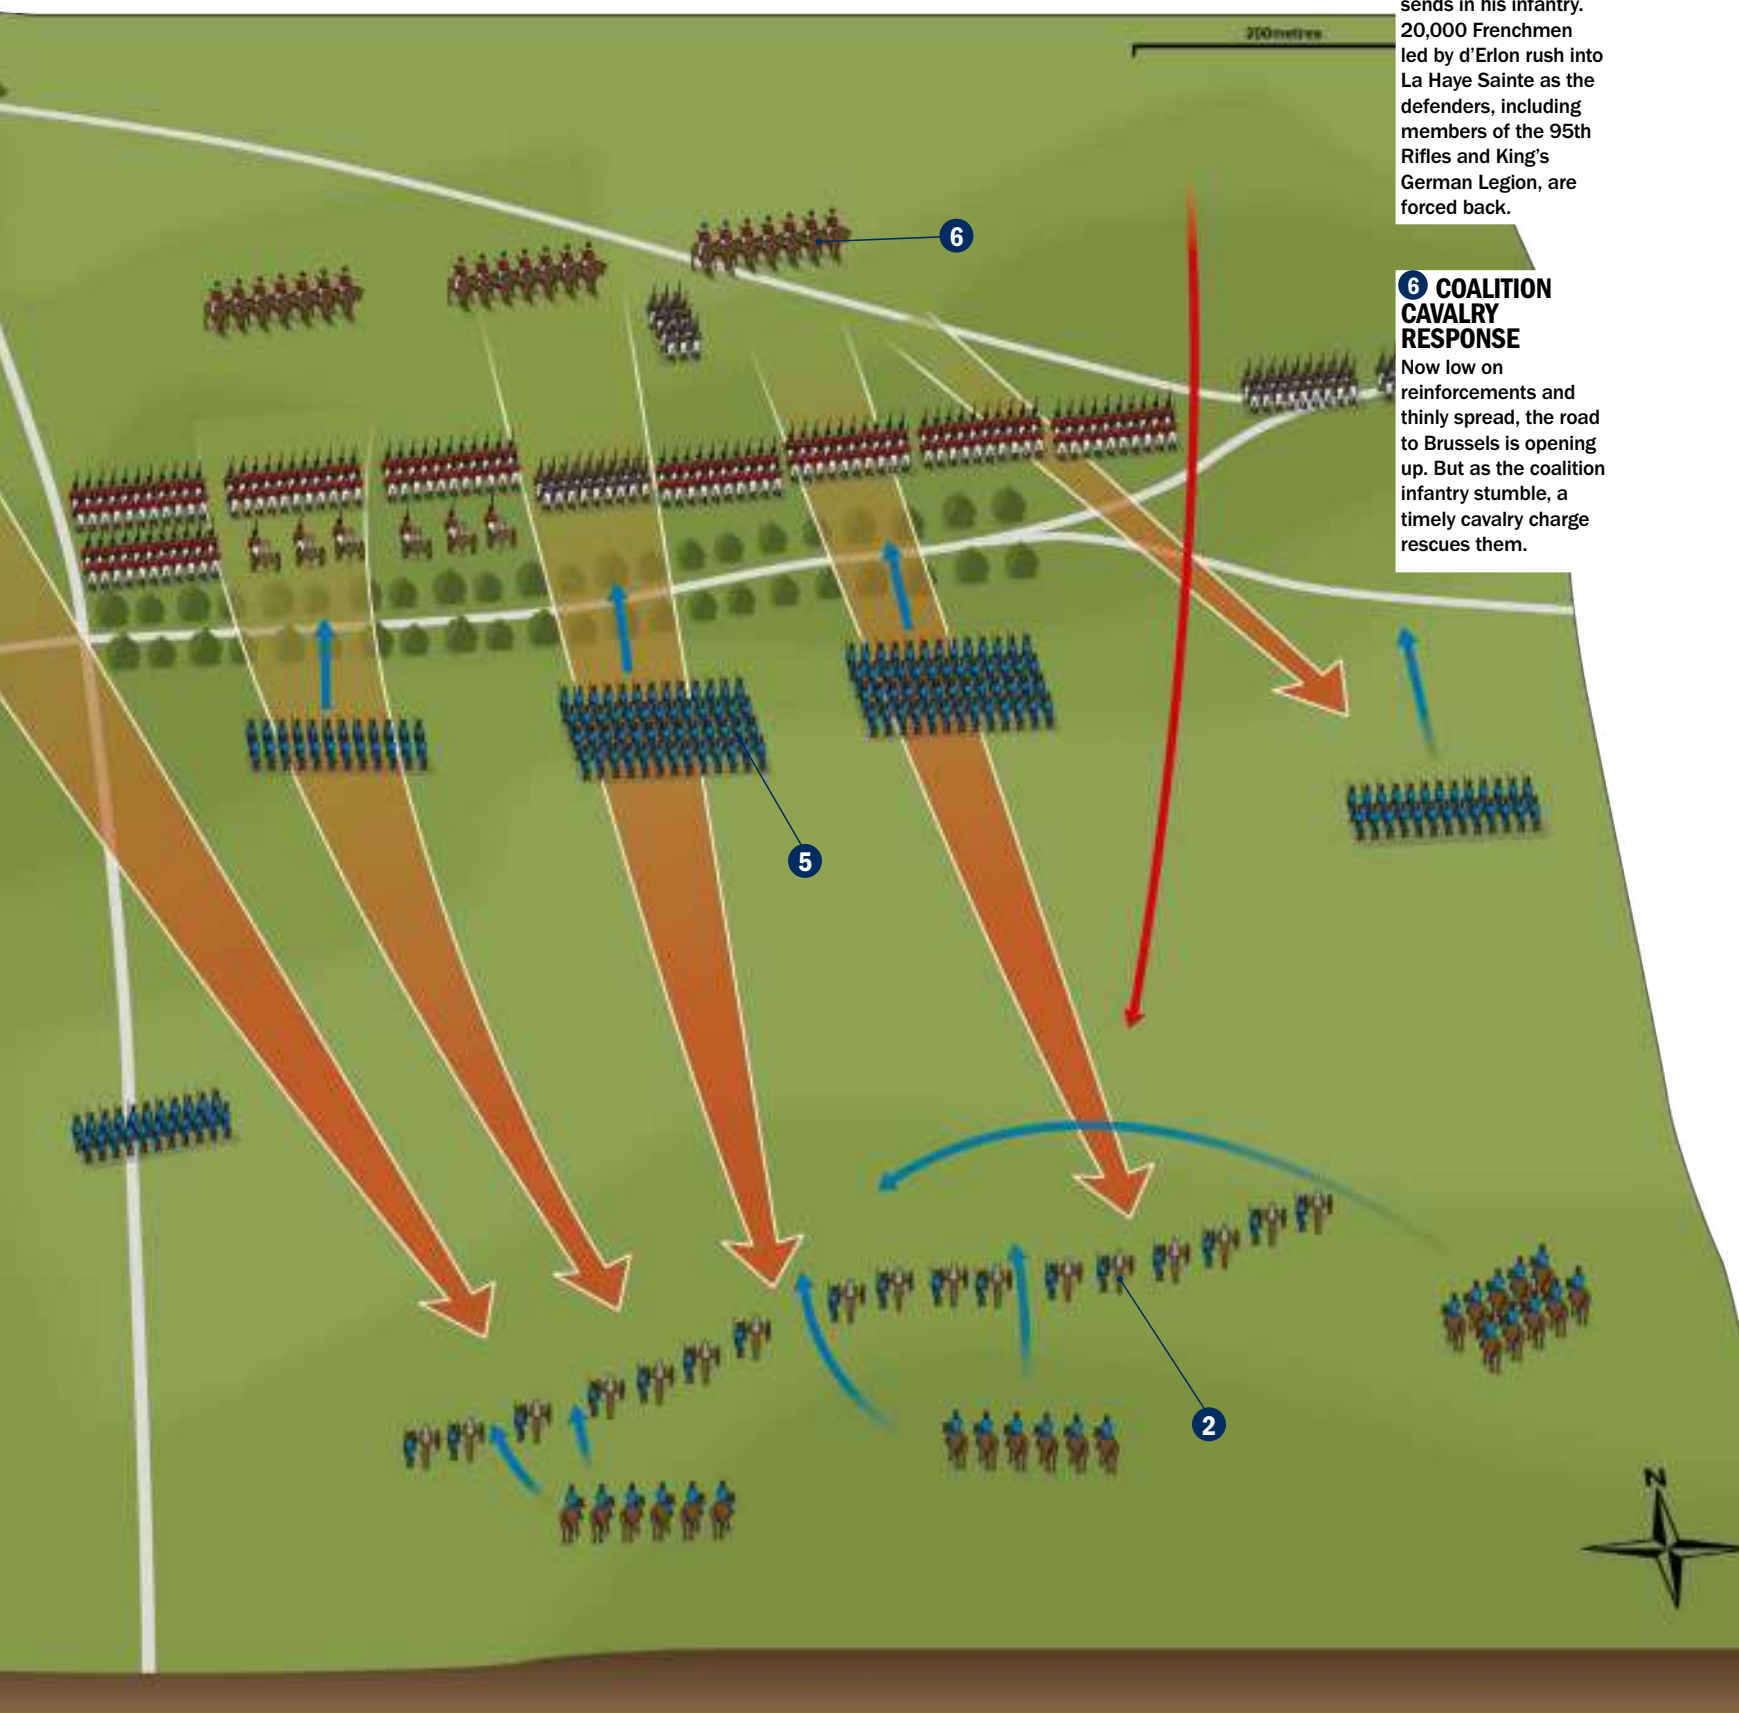 sends in his infantry.
20,000 Frenchmen
led by d'Erlon rush into
La Haye Sainte as the
defenders, including
members of the 95th
Rifles and King's
German Legion, are
forced back.
6 COALITION
CAVALRY
RESPONSE
Now low on
reinforcements and
thinly spread, the road
to Brussels is opening
up. But as the coalition
infantry stumble, a
timely cavalry charge
rescues them.
200metres
6
5
2
N